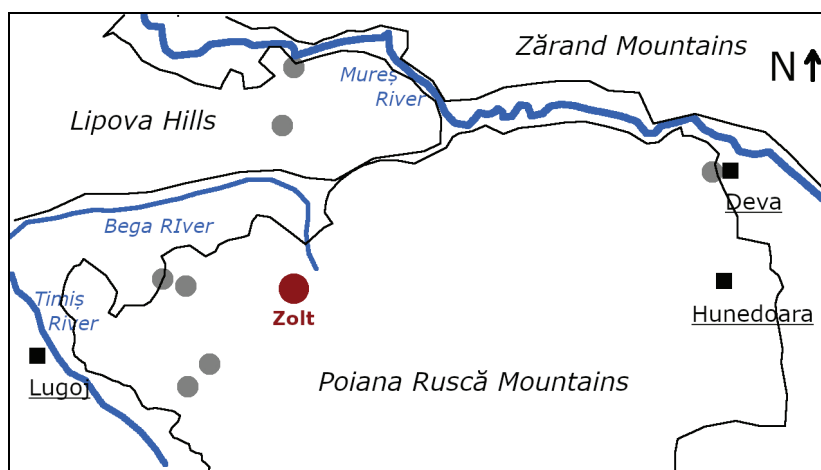 Zărand Mountains
N
Mureș
River
Lipova Hills
Deva
Bega RIver
Timiș
River
Zolt
Hunedoara
Lugoj
Poiana Ruscă Mountains